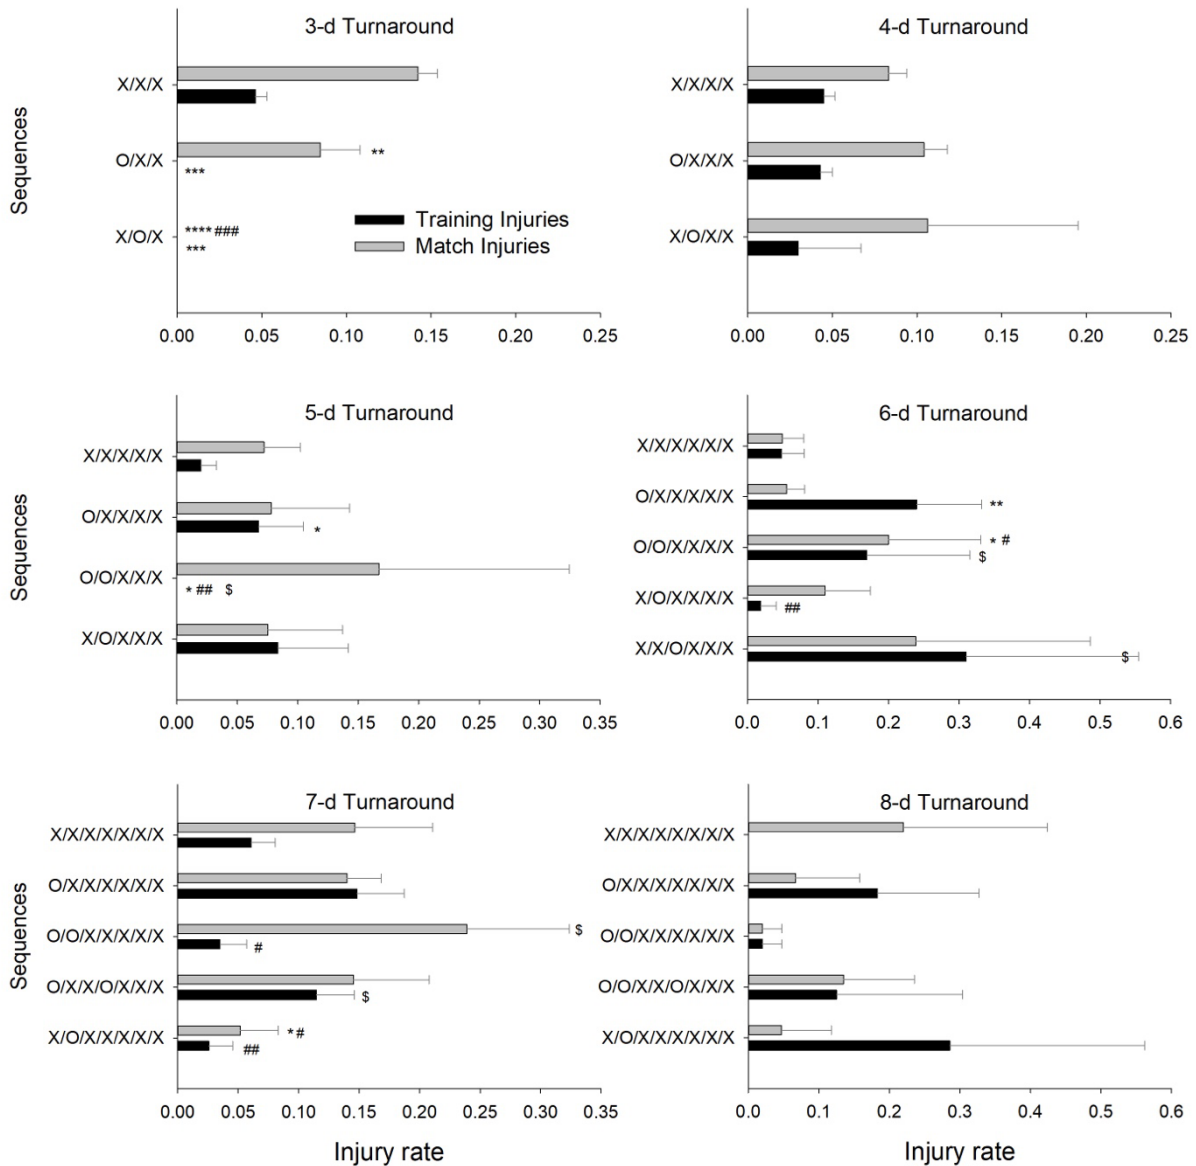 3-d Turnaround
Sequences
X/X/X
O/X/X
**
***
X/O/X
****###
***
Training Injuries
Match Injuries
0.00 0.05 0.10 0.15 0.20 0.25
4-d Turnaround
X/X/X/X
O/X/X/X
X/O/X/X
0.00 0.05 0.10 0.15 0.20 0.25
5-d Turnaround
Sequences
X/X/X/X/X
O/X/X/X/X
*
O/O/X/X/X
* ## $
X/O/X/X/X
0.00 0.05 0.10 0.15 0.20 0.25 0.30 0.35
6-d Turnaround
X/X/X/X/X/X
O/X/X/X/X/X
**
O/O/X/X/X/X
* #
$
X/O/X/X/X/X
##
X/X/O/X/X/X
$
0.0 0.1 0.2 0.3 0.4 0.5 0.6
7-d Turnaround
Sequences
X/X/X/X/X/X/X
O/X/X/X/X/X/X
O/O/X/X/X/X/X
$
#
O/X/X/O/X/X/X
$
X/O/X/X/X/X/X
* #
##
0.00 0.05 0.10 0.15 0.20 0.25 0.30 0.35
Injury rate
8-d Turnaround
X/X/X/X/X/X/X/X
O/X/X/X/X/X/X/X
O/O/X/X/X/X/X/X
O/O/X/X/O/X/X/X
X/O/X/X/X/X/X/X
0.0 0.1 0.2 0.3 0.4 0.5 0.6
Injury rate